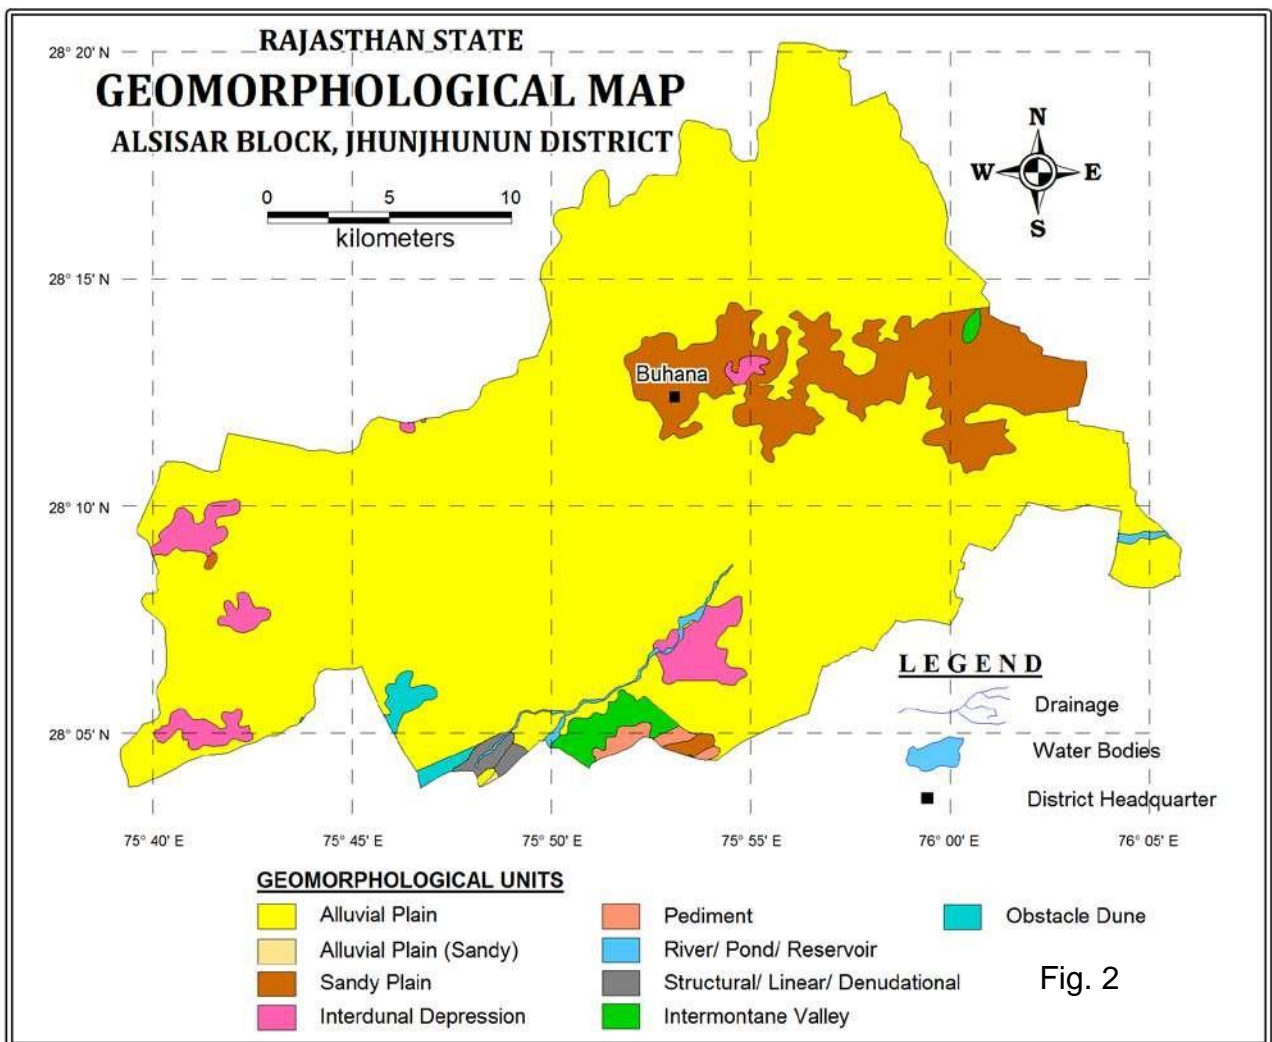 RAJASTHAN STATE
GEOMORPHOLOGICAL MAP
ALSISAR BLOCK, JHUNJHUNUN DISTRICT
0 5 10
kilometers
N
W E
S
28° 20' N
28° 15' N
28° 10' N
28° 05' N
Buhana
75° 40' E 75° 45' E 75° 50' E 75° 55' E 76° 00' E 76° 05' E
LEGEND
Drainage
Water Bodies
District Headquarter
GEOMORPHOLOGICAL UNITS
Alluvial Plain
Alluvial Plain (Sandy)
Sandy Plain
Interdunal Depression
Pediment
River/ Pond/ Reservoir
Structural/ Linear/ Denudational
Intermontane Valley
Obstacle Dune
Fig. 2